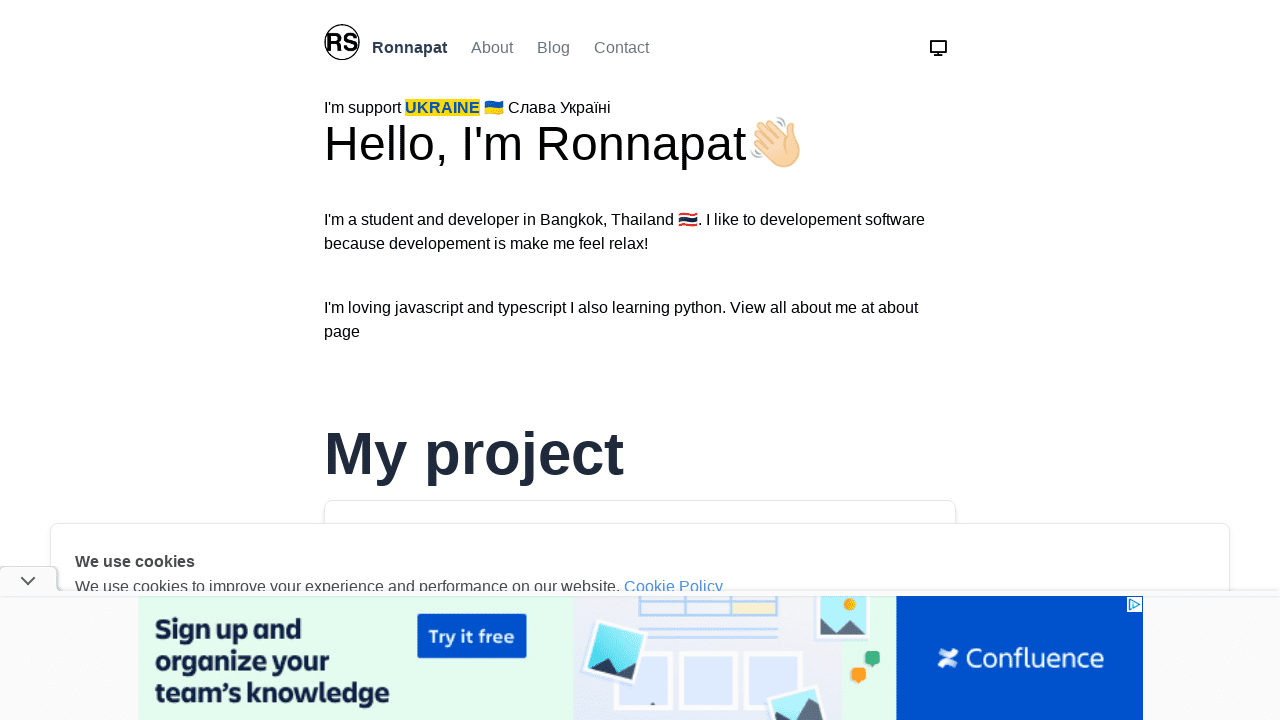 RS
Ronnapat About Blog Contact
I'm support UKRAINE 🇺🇦 Слава Україні
Hello, I'm Ronnapat👋🏻
I'm a student and developer in Bangkok, Thailand 🇹🇭. I like to developement software
because developement is make me feel relax!
I'm loving javascript and typescript I also learning python. View all about me at about
page
My project
We use cookies
We use cookies to improve your experience and performance on our website. Cookie Policy
Sign up and
organize your
team's knowledge
Try it free
Confluence